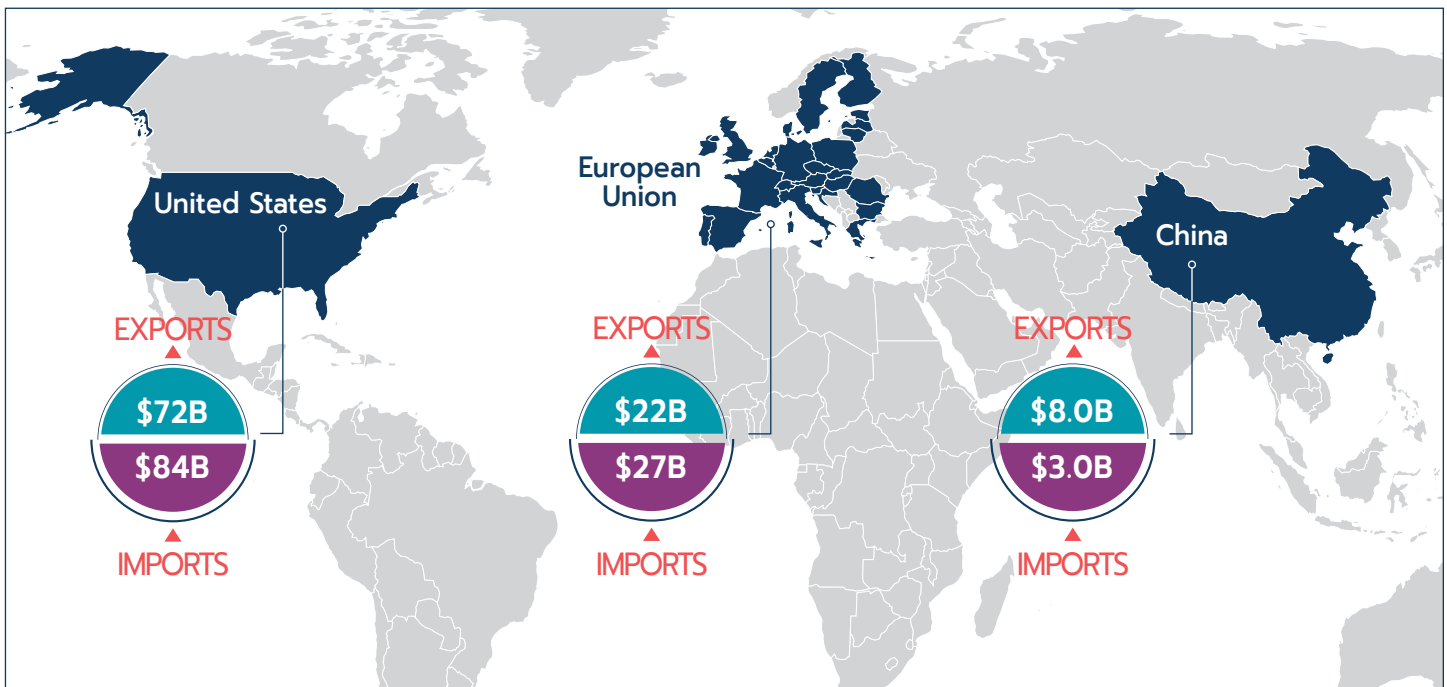 United States
EXPORTS
$72B
$84B
IMPORTS
European
Union
EXPORTS
$22B
$27B
IMPORTS
China
EXPORTS
$8.0B
$3.0B
IMPORTS